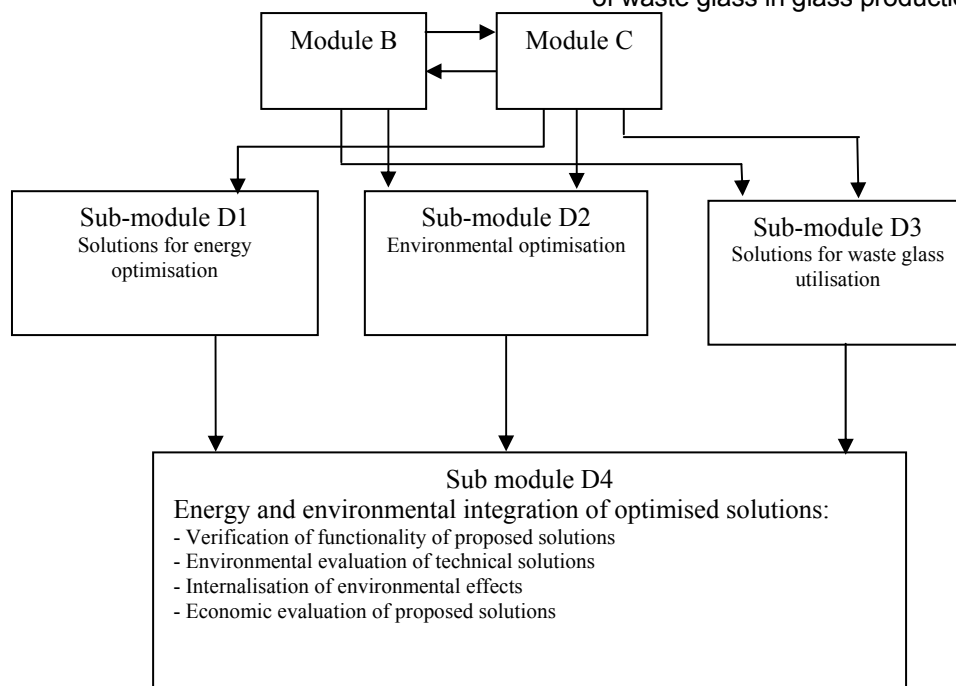 of waste glass in glass productio
Module B
Module C
Sub-module D1
Solutions for energy
optimisation
Sub-module D2
Environmental optimisation
Sub-module D3
Solutions for waste glass
utilisation
Sub module D4
Energy and environmental integration of optimised solutions:
- Verification of functionality of proposed solutions
- Environmental evaluation of technical solutions
- Internalisation of environmental effects
- Economic evaluation of proposed solutions